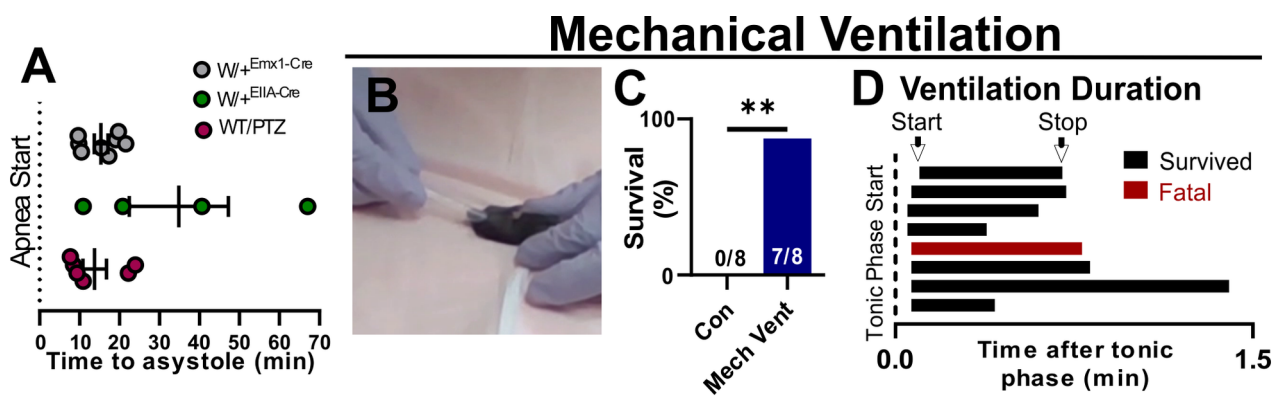 Mechanical Ventilation
A
W/+Emx1-Cre
W/+EIIA-Cre
WT/PTZ
Apnea Start
0 10 20 30 40 50 60 70
Time to asystole (min)
B
C
**
100
Survival
(%)
0
0/8
7/8
Con
Mech Vent
D Ventilation Duration
Start Stop
Survived
Fatal
Tonic Phase Start
0.0 1.5
Time after tonic
phase (min)